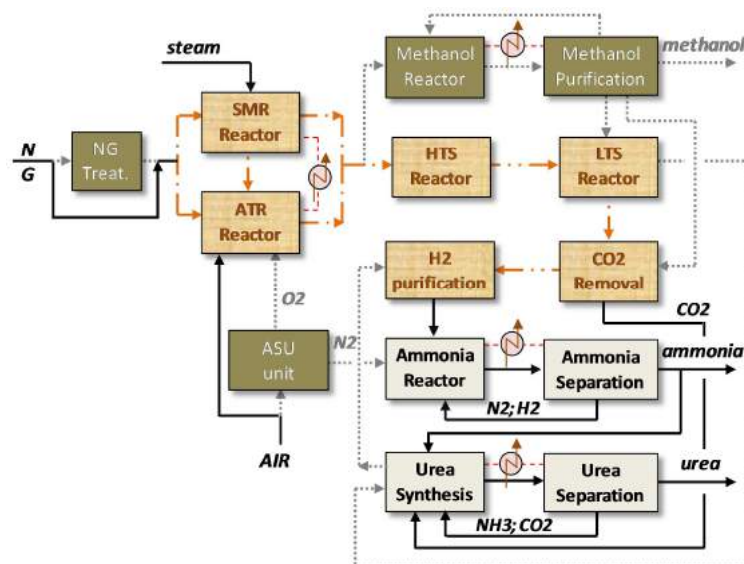 steam
methanol
Methanol
Reactor
Methanol
Purification
SMR
Reactor
N
G
NG
Treat.
HTS
Reactor
LTS
Reactor
ATR
Reactor
H2
purification
CO2
Removal
O2
CO2
N2
ASU
unit
Ammonia
Reactor
Ammonia
Separation
ammonia
N2; H2
AIR
Urea
Synthesis
Urea
Separation
urea
NH3; CO2